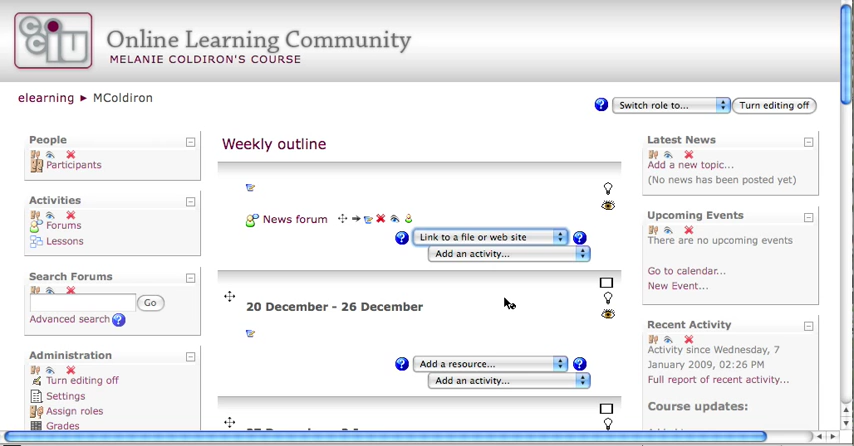 cciu
Online Learning Community
MELANIE COLDIRON'S COURSE
elearning ► MColdiron
Switch role to...
Turn editing off
People
Participants
Activities
Forums
Lessons
Search Forums
Go
Advanced search
Administration
Turn editing off
Settings
Assign roles
Grades
Weekly outline
News forum
Link to a file or web site
Add an activity...
20 December - 26 December
Add a resource...
Add an activity...
Latest News
Add a new topic...
(No news has been posted yet)
Upcoming Events
There are no upcoming events
Go to calendar...
New Event...
Recent Activity
Activity since Wednesday, 7
January 2009, 02:26 PM
Full report of recent activity...
Course updates: